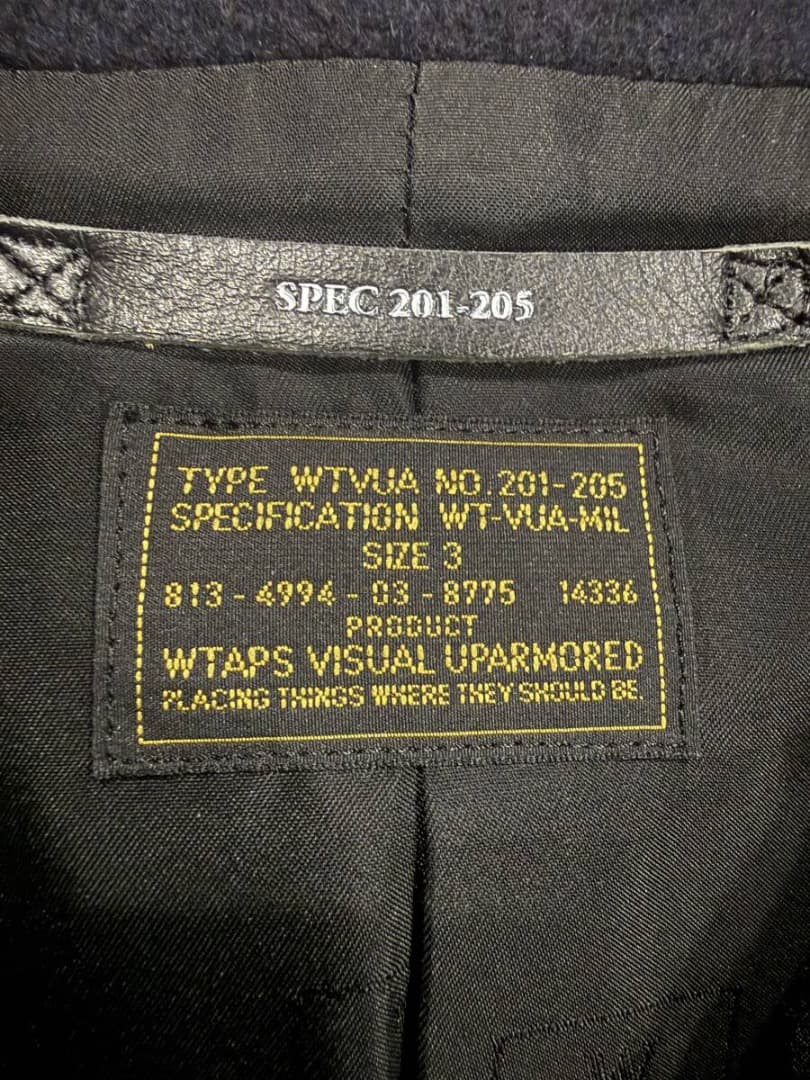 SPEC 201-205
TYPE WTVUA NO.201-205
SPECIFICATION WT-VUA-MIL
SIZE 3
813-4994-03-8775 14336
PRODUCT
WTAPS VISUAL UPARMORED
PLACING THINGS WHERE THEY SHOULD BE.